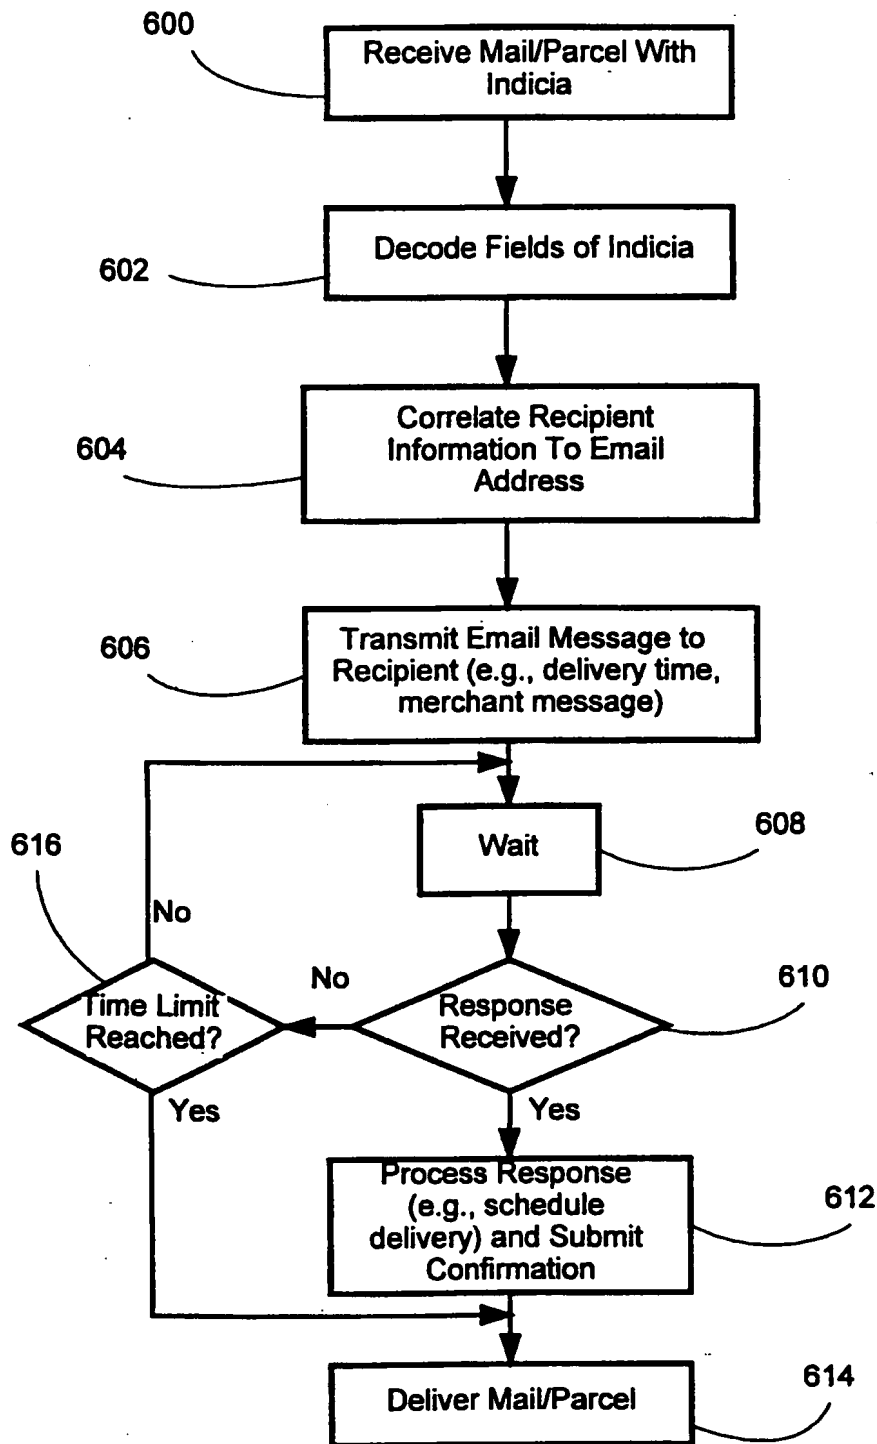 600
Receive Mail/Parcel With
Indicia
602
Decode Fields of Indicia
604
Correlate Recipient
Information To Email
Address
606
Transmit Email Message to
Recipient (e.g., delivery time,
merchant message)
608
Wait
616
No
Time Limit
Reached?
No
Response
Received?
610
Yes
Yes
Process Response
(e.g., schedule
delivery) and Submit
Confirmation
612
Deliver Mail/Parcel
614